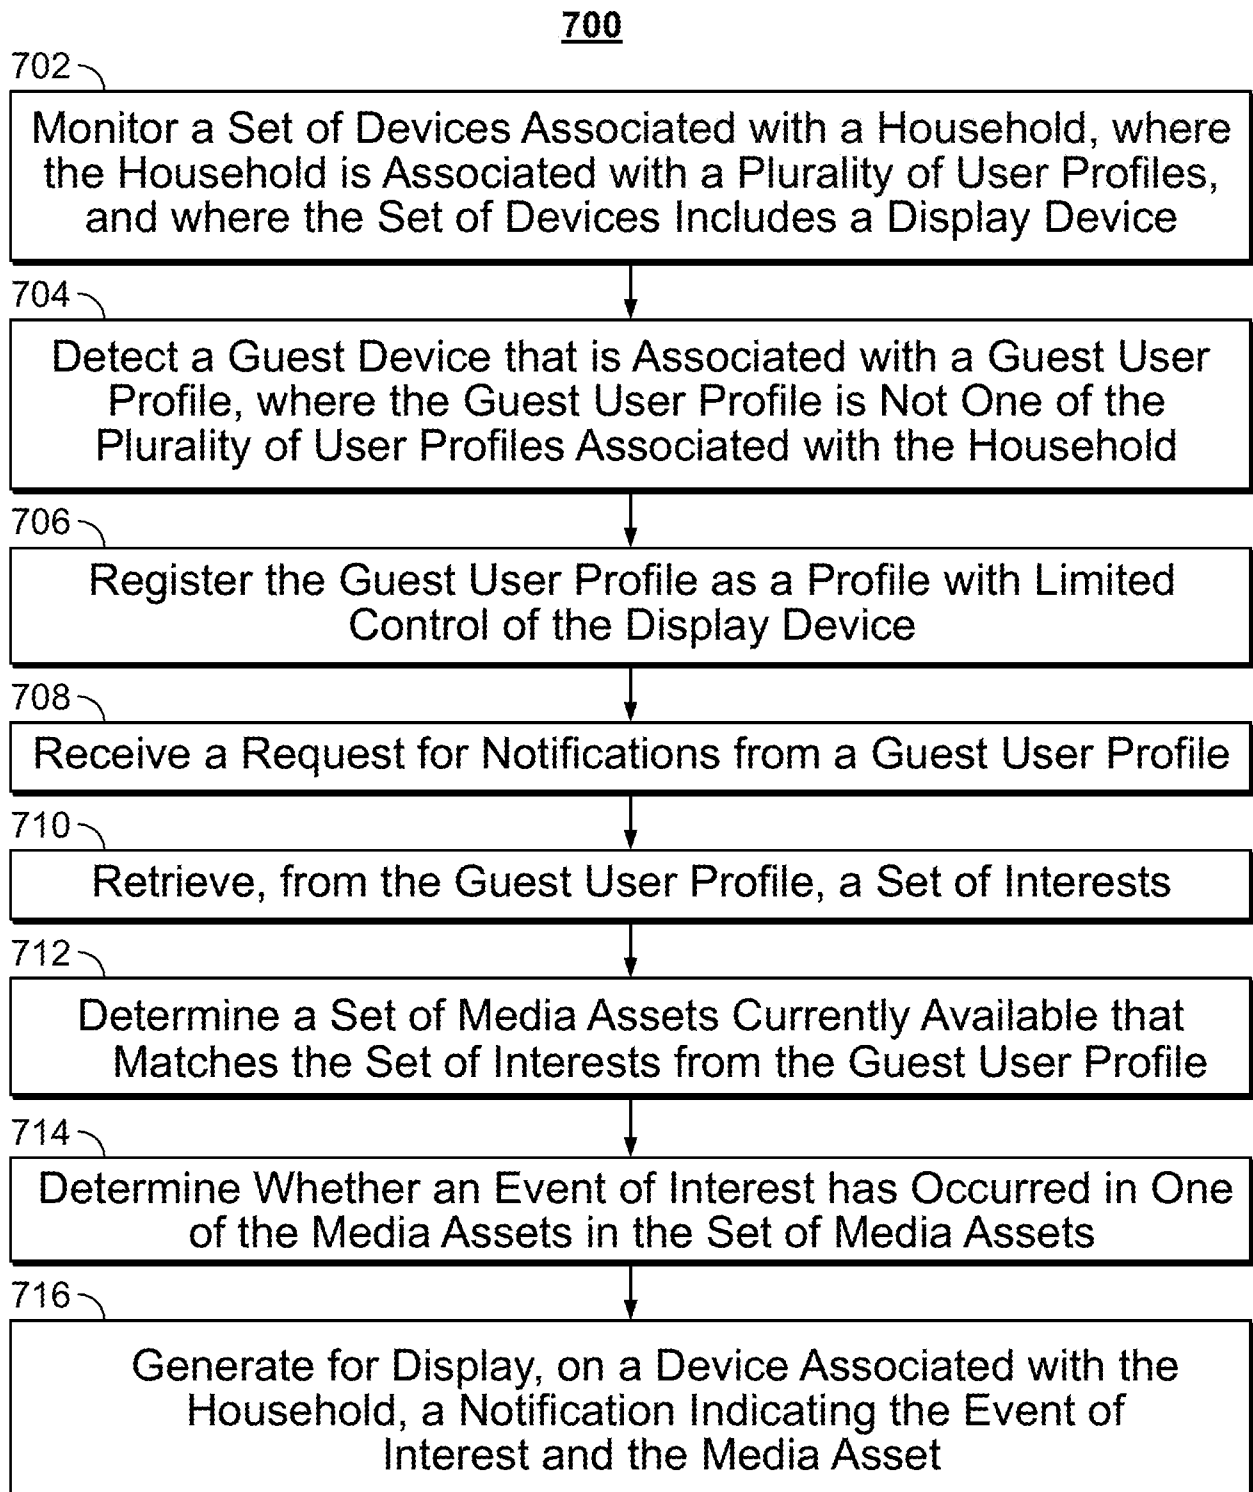 700
702
Monitor a Set of Devices Associated with a Household, where
the Household is Associated with a Plurality of User Profiles,
and where the Set of Devices Includes a Display Device
704
Detect a Guest Device that is Associated with a Guest User
Profile, where the Guest User Profile is Not One of the
Plurality of User Profiles Associated with the Household
706
Register the Guest User Profile as a Profile with Limited
Control of the Display Device
708
Receive a Request for Notifications from a Guest User Profile
710
Retrieve, from the Guest User Profile, a Set of Interests
712
Determine a Set of Media Assets Currently Available that
Matches the Set of Interests from the Guest User Profile
714
Determine Whether an Event of Interest has Occurred in One
of the Media Assets in the Set of Media Assets
716
Generate for Display, on a Device Associated with the
Household, a Notification Indicating the Event of
Interest and the Media Asset